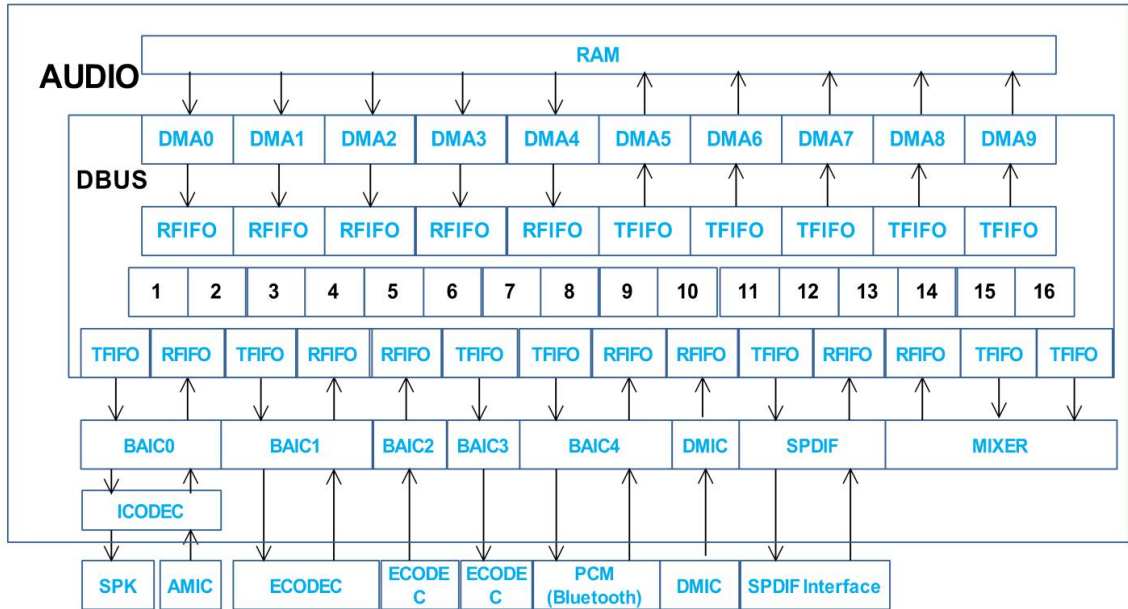 RAM
AUDIO
DMA0 DMA1 DMA2 DMA3 DMA4 DMA5 DMA6 DMA7 DMA8 DMA9
DBUS
RFIFO RFIFO RFIFO RFIFO RFIFO TFIFO TFIFO TFIFO TFIFO TFIFO
1 2 3 4 5 6 7 8 9 10 11 12 13 14 15 16
TFIFO RFIFO TFIFO RFIFO RFIFO TFIFO TFIFO RFIFO RFIFO TFIFO RFIFO RFIFO TFIFO TFIFO
BAIC0 BAIC1 BAIC2 BAIC3 BAIC4 DMIC SPDIF MIXER
ICODEC
SPK AMIC ECODEC
ECODE
C
ECODE
C
PCM
(Bluetooth)
DMIC SPDIF Interface